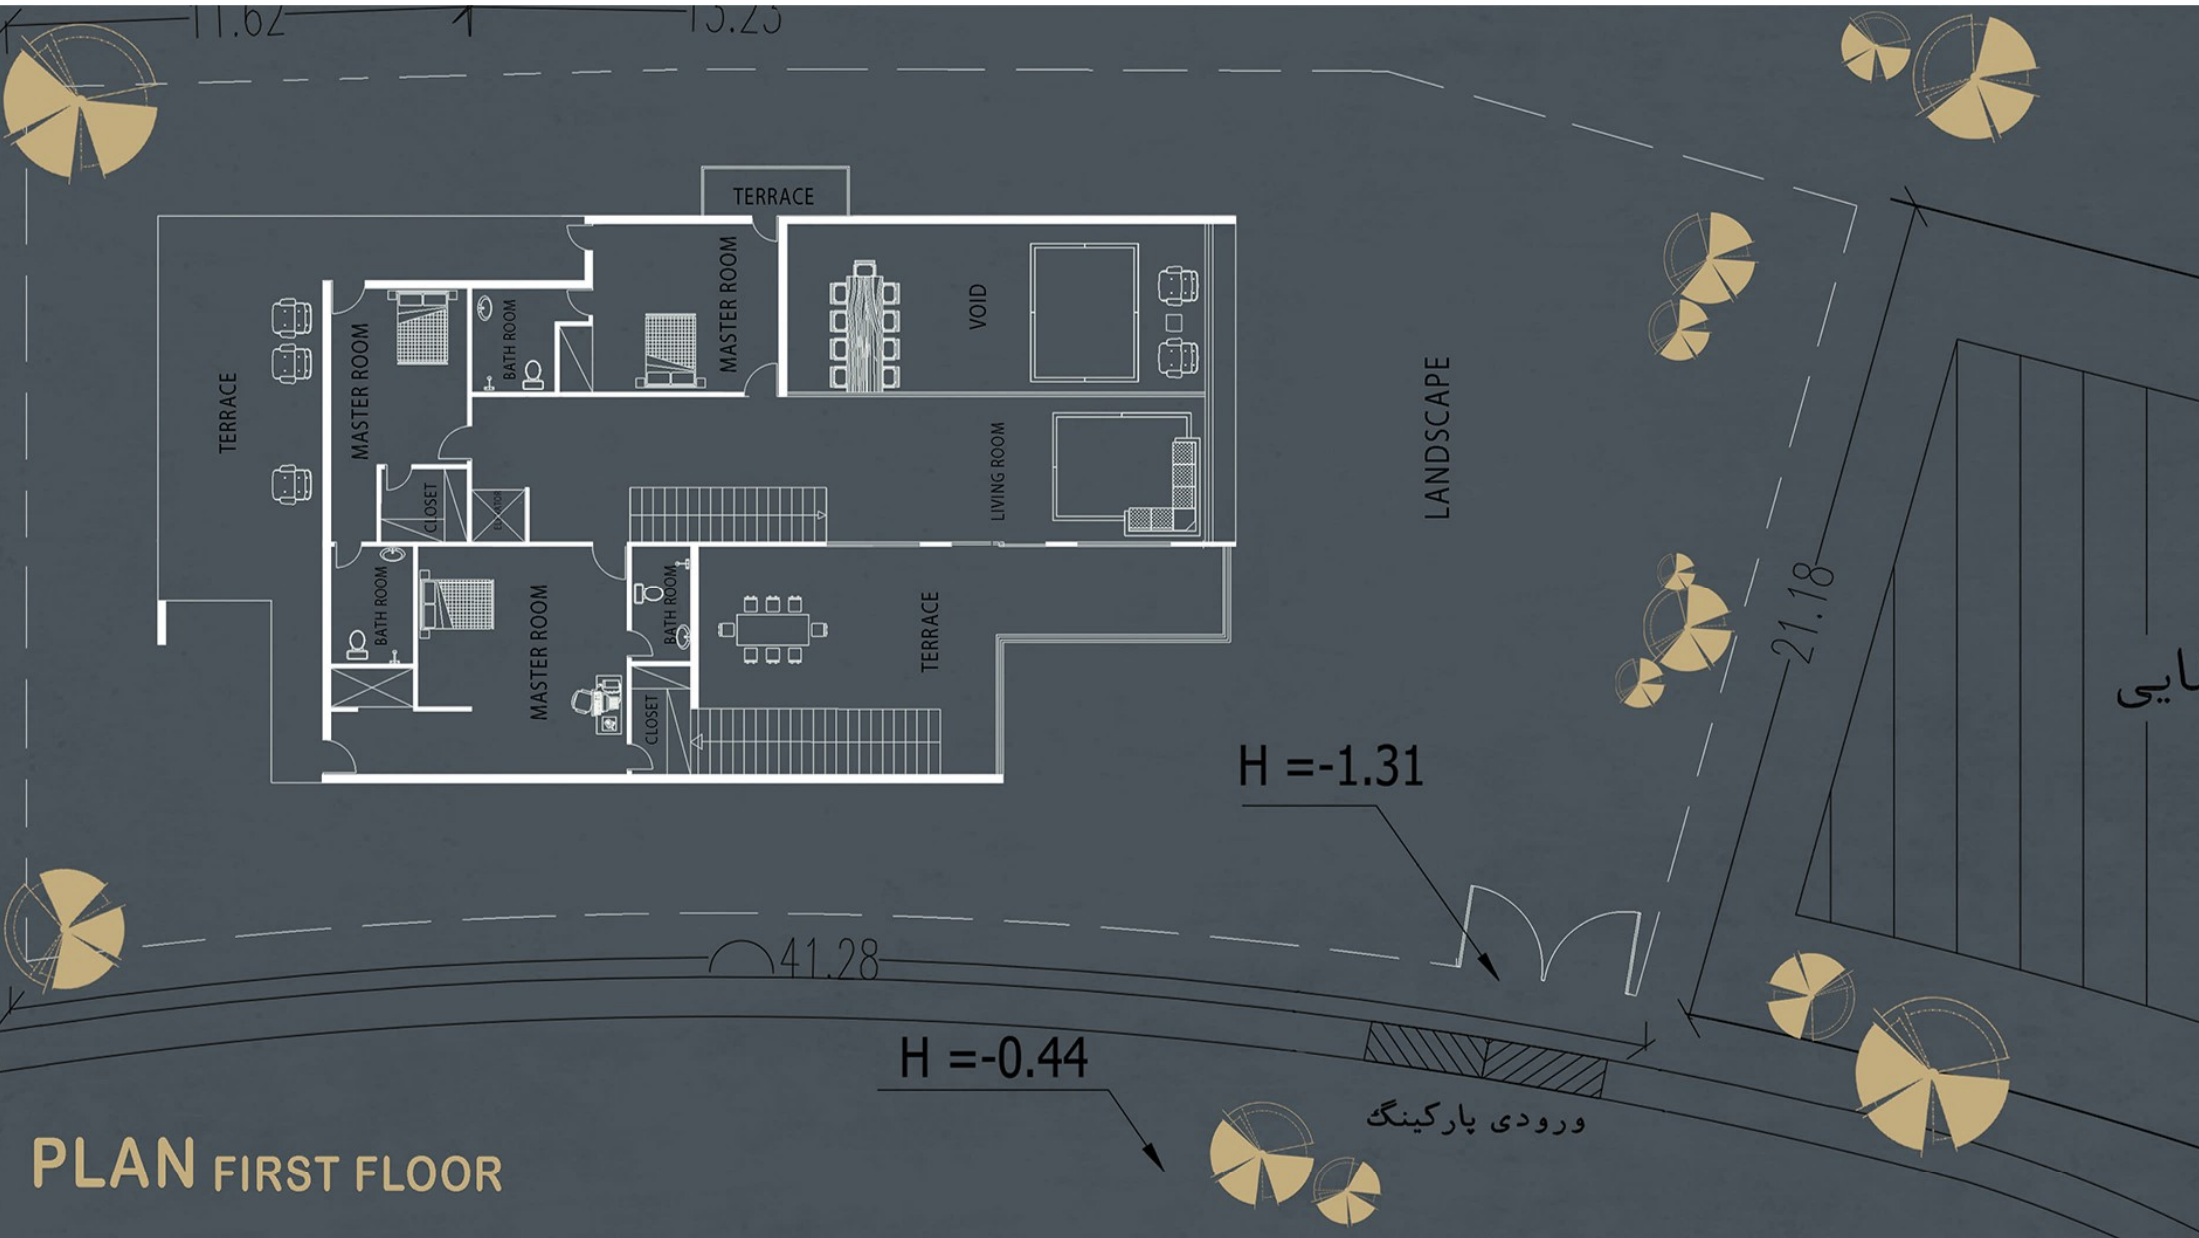 11.62
15.25
TERRACE
MASTER ROOM
VOID
BATH ROOM
MASTER ROOM
TERRACE
LANDSCAPE
LIVING ROOM
CLOSET
ELEVATOR
BATH ROOM
BATH ROOM
MASTER ROOM
TERRACE
CLOSET
21.18
H =-1.31
41.28
H =-0.44
ورودی پارکینگ
PLAN FIRST FLOOR